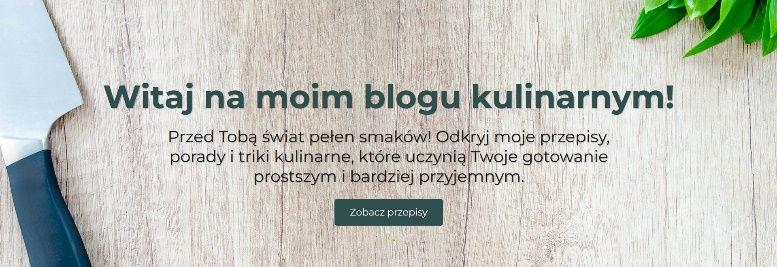 Witaj na moim blogu kulinarnym!
Przed Tobą świat pełen smaków! Odkryj moje przepisy,
porady i triki kulinarne, które uczynią Twoje gotowanie
prostszym i bardziej przyjemnym.
Zobacz przepisy